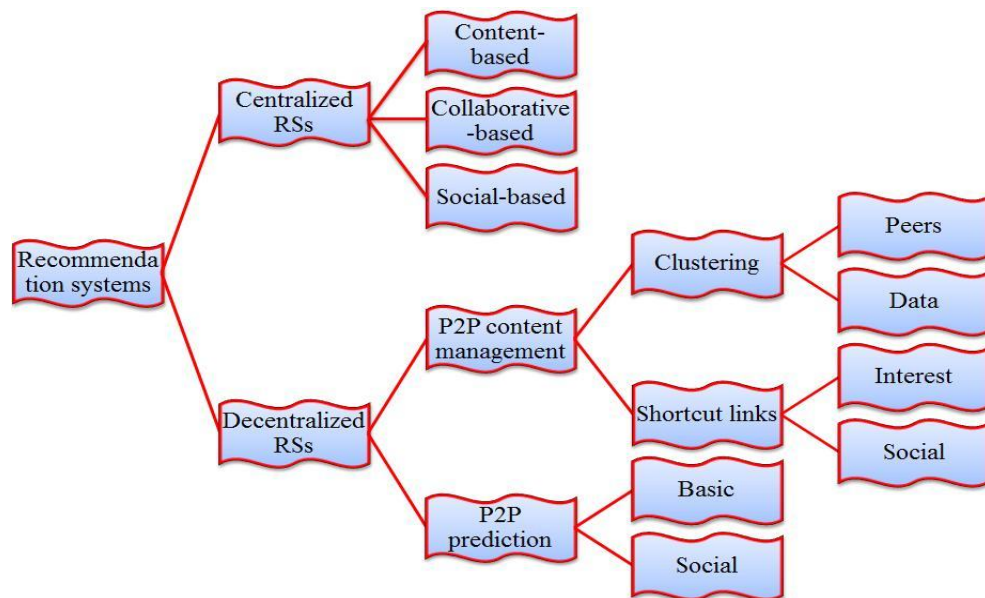 Content-
based
Centralized
RSs
Collaborative
-based
Social-based
Recommenda
tion systems
Peers
Clustering
Data
P2P content
management
Interest
Shortcut links
Social
Decentralized
RSs
Basic
P2P
prediction
Social